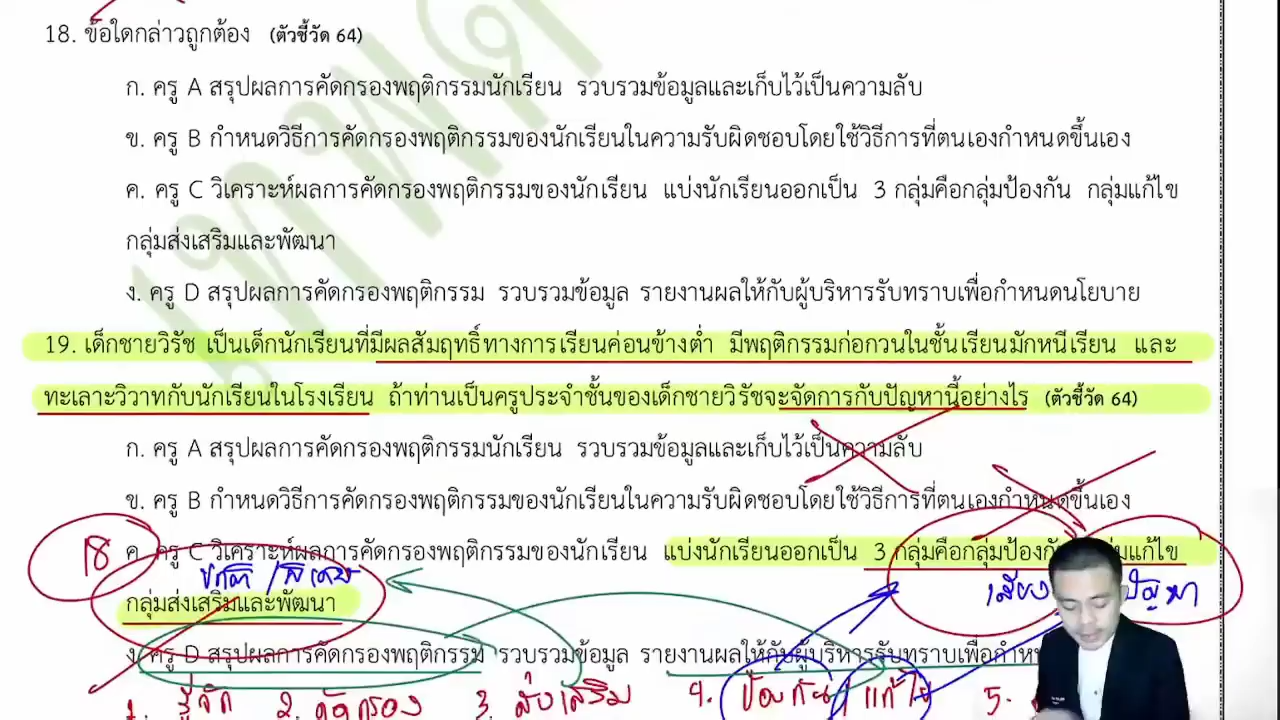 18. ข้อใดกล่าวถูกต้อง (ตัวชี้วัด 64)
ก. ครู A สรุปผลการคัดกรองพฤติกรรมนักเรียน รวบรวมข้อมูลและเก็บไว้เป็นความลับ
ข. ครู B กำหนดวิธีการคัดกรองพฤติกรรมของนักเรียนในความรับผิดชอบโดยใช้วิธีการที่ตนเองกำหนดขึ้นเอง
ค. ครู C วิเคราะห์ผลการคัดกรองพฤติกรรมของนักเรียน แบ่งนักเรียนออกเป็น 3 กลุ่มคือกลุ่มป้องกัน กลุ่มแก้ไข
กลุ่มส่งเสริมและพัฒนา
ง. ครู D สรุปผลการคัดกรองพฤติกรรม รวบรวมข้อมูล รายงานผลให้กับผู้บริหารรับทราบเพื่อกำหนดนโยบาย
19. เด็กชายวิรัช เป็นเด็กนักเรียนที่มีผลสัมฤทธิ์ทางการเรียนค่อนข้างต่ำ มีพฤติกรรมก่อกวนในชั้นเรียนมักหนีเรียน และ
ทะเลาะวิวาทกับนักเรียนในโรงเรียน ถ้าท่านเป็นครูประจำชั้นของเด็กชายวิรัชจะจัดการกับปัญหานี้อย่างไร (ตัวชี้วัด 64)
ก. ครู A สรุปผลการคัดกรองพฤติกรรมนักเรียน รวบรวมข้อมูลและเก็บไว้เป็นความลับ
ข. ครู B กำหนดวิธีการคัดกรองพฤติกรรมของนักเรียนในความรับผิดชอบโดยใช้วิธีการที่ตนเองกำหนดขึ้นเอง
18 ค. ครู C วิเคราะห์ผลการคัดกรองพฤติกรรมของนักเรียน แบ่งนักเรียนออกเป็น 3 กลุ่มคือกลุ่มป้องกัน กลุ่มแก้ไข
ปกติ /พิเศษ เสี่ยง ปัญหา
กลุ่มส่งเสริมและพัฒนา
ง. ครู D สรุปผลการคัดกรองพฤติกรรม รวบรวมข้อมูล รายงานผลให้กับผู้บริหารรับทราบเพื่อกำห
1. รู้จัก 2. คัดกรอง 3. ส่งเสริม 4. ป้องกัน / แก้ไข 5.